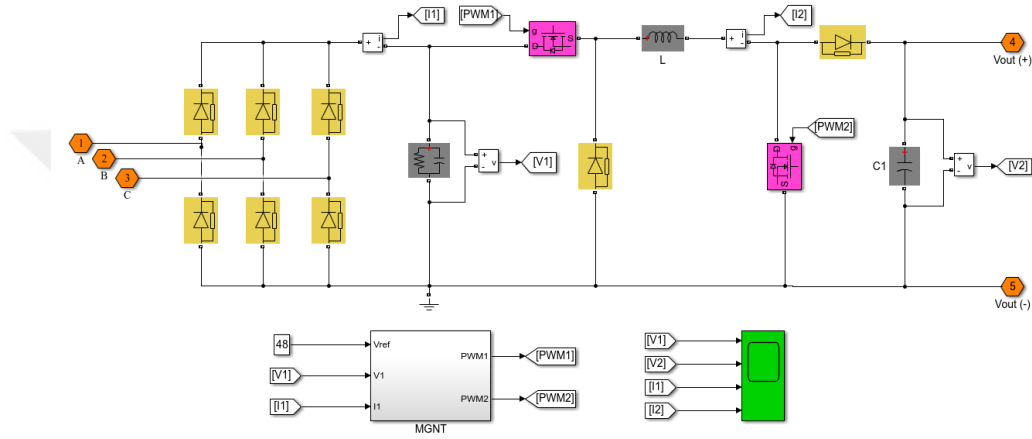 [I1]
[PWM1]
[I2]
g
D
S
i
+
-
i
+
-
L
4
Vout (+)
1
A
2
B
3
C
+
-
v
[V1]
[PWM2]
g
D
S
C1
+
-
v
[V2]
5
Vout (-)
48
Vref
[V1]
V1
[I1]
I1
PWM1
[PWM1]
PWM2
[PWM2]
MGNT
[V1]
[V2]
[I1]
[I2]